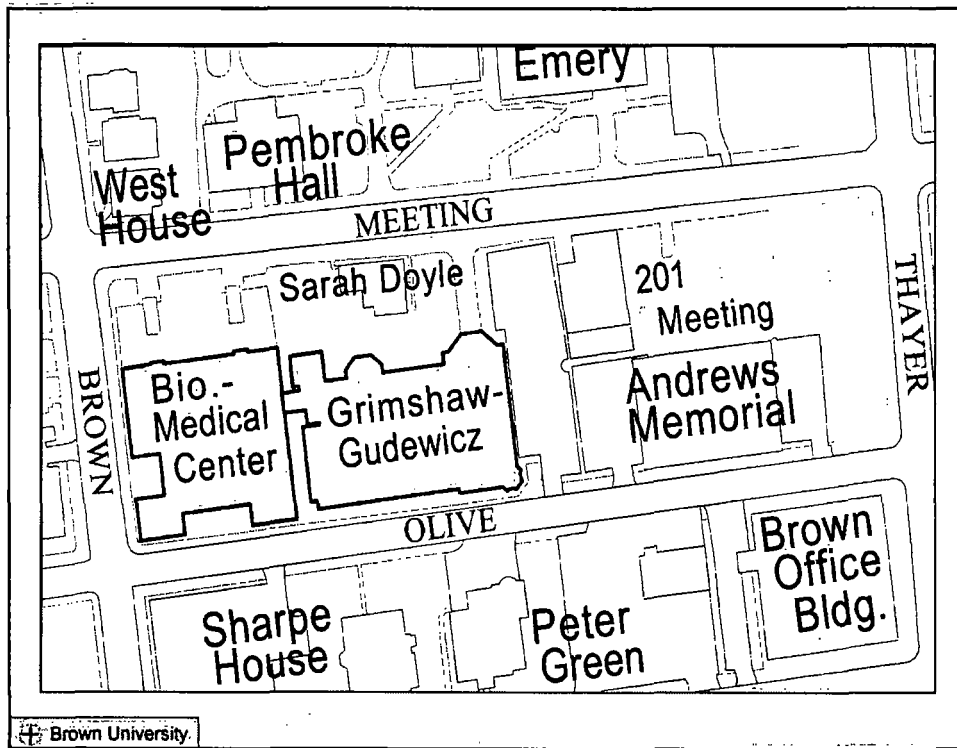 Emery
Pembroke
Hall
West
House
MEETING
Sarah Doyle
201
Meeting
THAYER
BROWN
Bio.-
Medical
Center
Grimshaw-
Gudewicz
Andrews
Memorial
OLIVE
Brown
Office
Bldg.
Sharpe
House
Peter
Green
Brown University